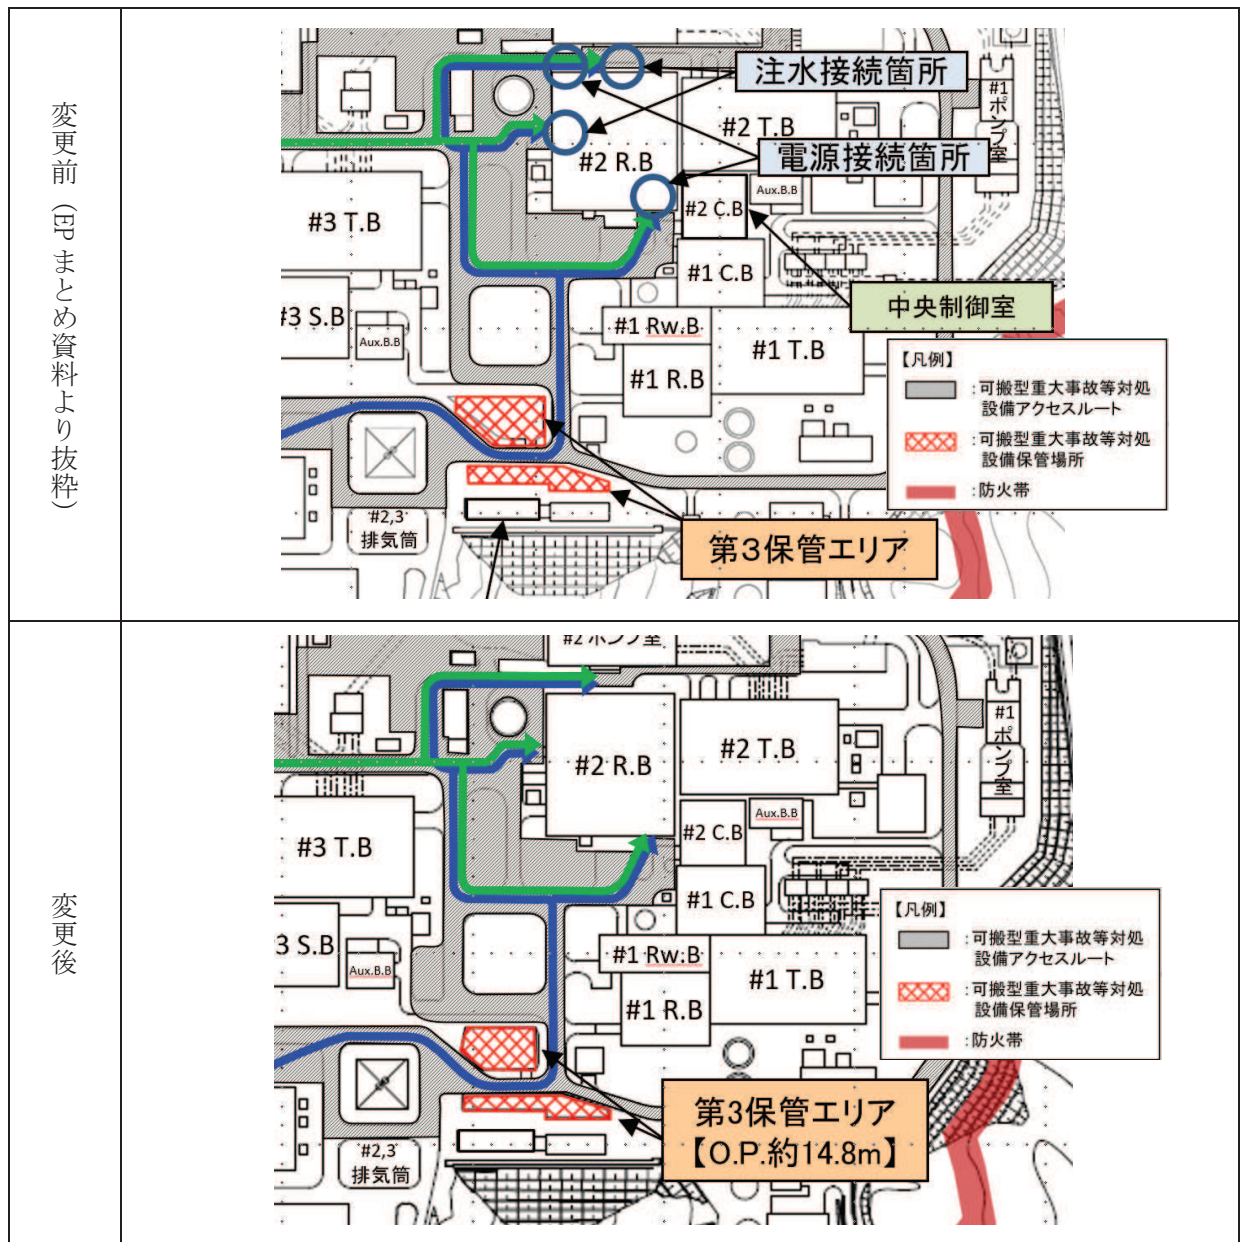 変更前（EPまとめ資料より抜粋）
注水接続箇所
#1
ポンプ室
#2 T.B
電源接続箇所
#2 R.B
Aux.B.B
#2 C.B
#3 T.B
#1 C.B
中央制御室
#3 S.B
#1 Rw.B
Aux.B.B
#1 T.B
#1 R.B
【凡例】
：可搬型重大事故等対処
設備アクセスルート
：可搬型重大事故等対処
設備保管場所
：防火帯
#2,3
排気筒
第3保管エリア
変更後
#2 ポンプ室
#1
ポンプ室
#2 R.B
#2 T.B
Aux.B.B
#2 C.B
#3 T.B
#1 C.B
3 S.B
Aux.B.B
#1 Rw.B
#1 T.B
#1 R.B
【凡例】
：可搬型重大事故等対処
設備アクセスルート
：可搬型重大事故等対処
設備保管場所
：防火帯
第3保管エリア
【O.P.約14.8m】
#2,3
排気筒